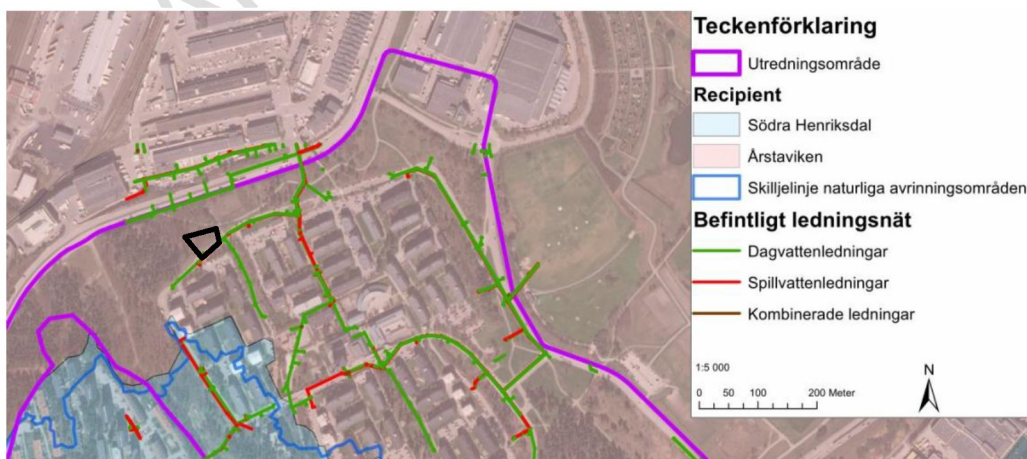 Teckenförklaring
Utredningsområde
Recipient
Södra Henriksdal
Årstaviken
Skilljelinje naturliga avrinningsområden
Befintligt ledningsnät
Dagvattenledningar
Spillvattenledningar
Kombinerade ledningar
1:5 000
N
0 50 100 200 Meter